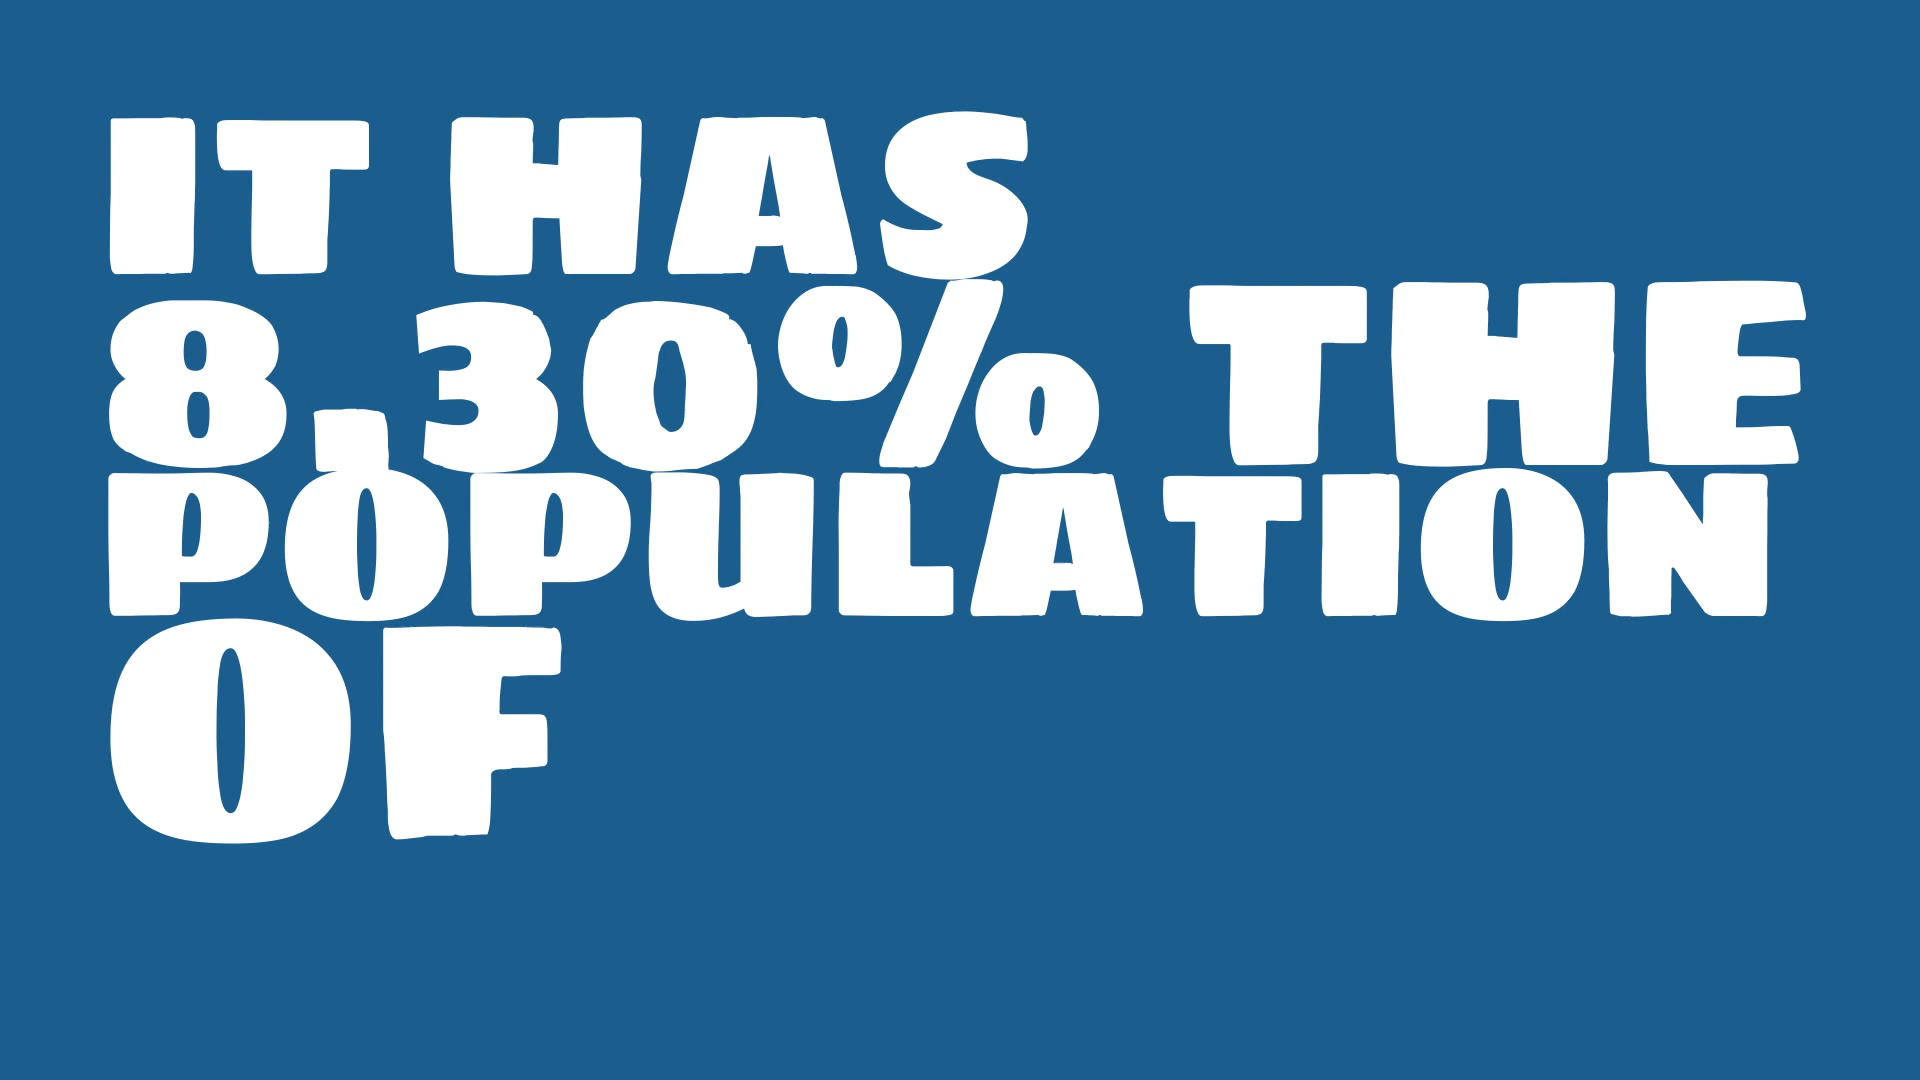 IT HAS
8,30% THE
POPULATION
OF